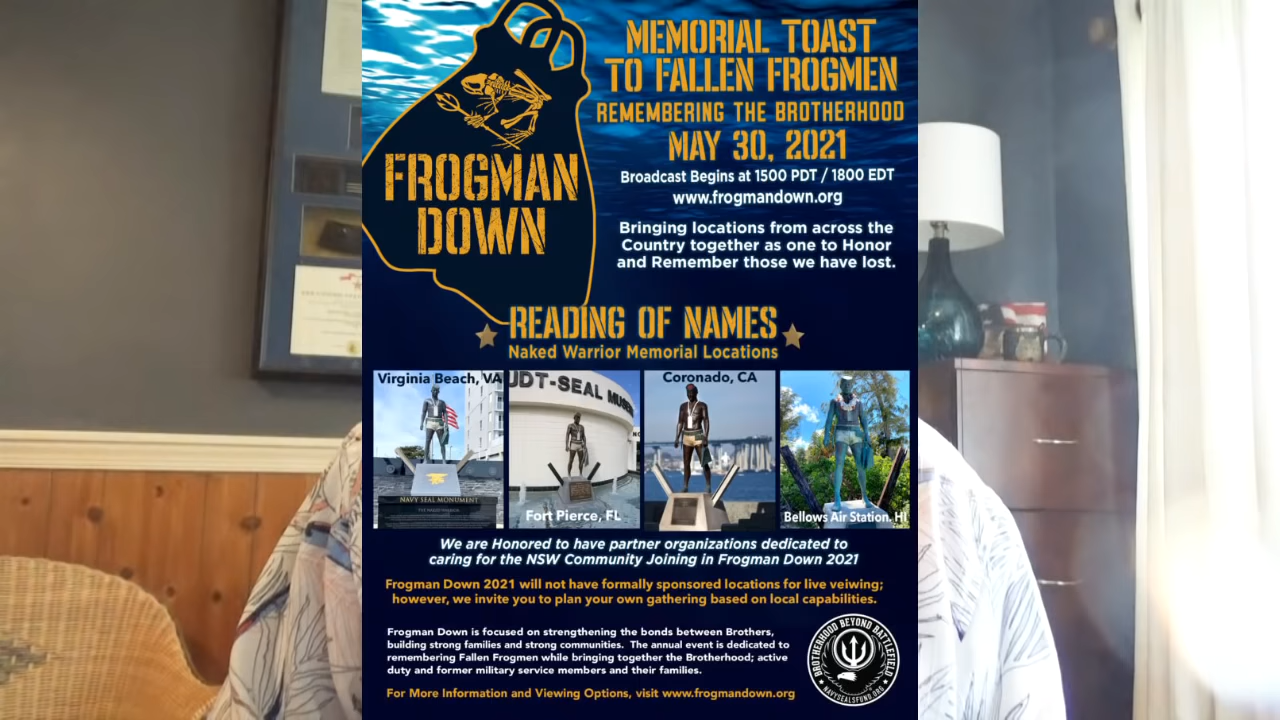 MEMORIAL TOAST
TO FALLEN FROGMEN
REMEMBERING THE BROTHERHOOD
MAY 30, 2021
Broadcast Begins at 1500 PDT / 1800 EDT
www.frogmandown.org
FROGMAN
DOWN
Bringing locations from across the
Country together as one to Honor
and Remember those we have lost.
READING OF NAMES
Naked Warrior Memorial Locations
Virginia Beach, VA
NAVY SEAL MONUMENT
UDT-SEAL MUSEUM
Fort Pierce, FL
Coronado, CA
Bellows Air Station. HI
We are Honored to have partner organizations dedicated to
caring for the NSW Community Joining in Frogman Down 2021
Frogman Down 2021 will not have formally sponsored locations for live veiwing;
however, we invite you to plan your own gathering based on local capabilities.
Frogman Down is focused on strengthening the bonds between Brothers,
building strong families and strong communities. The annual event is dedicated to
remembering Fallen Frogmen while bringing together the Brotherhood; active
duty and former military service members and their families.
For More Information and Viewing Options, visit www.frogmandown.org
BROTHERHOOD BEYOND BATTLEFIELD
NAVYSEALSFUND.ORG